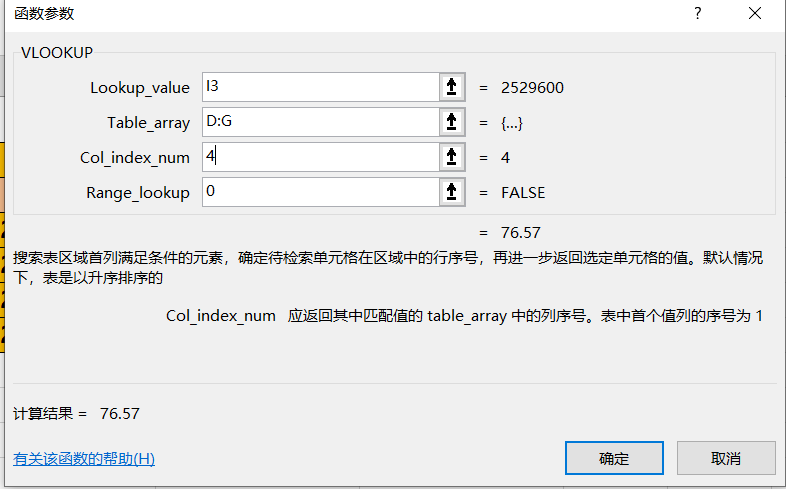 函数参数 ?
VLOOKUP
Lookup_value I3 = 2529600
Table_array D:G = {...}
Col_index_num 4 = 4
Range_lookup 0 = FALSE
= 76.57
搜索表区域首列满足条件的元素，确定待检索单元格在区域中的行序号，再进一步返回选定单元格的值。默认情况
下，表是以升序排序的
Col_index_num 应返回其中匹配值的 table_array 中的列序号。表中首个值列的序号为 1
计算结果 = 76.57
有关该函数的帮助(H) 确定 取消